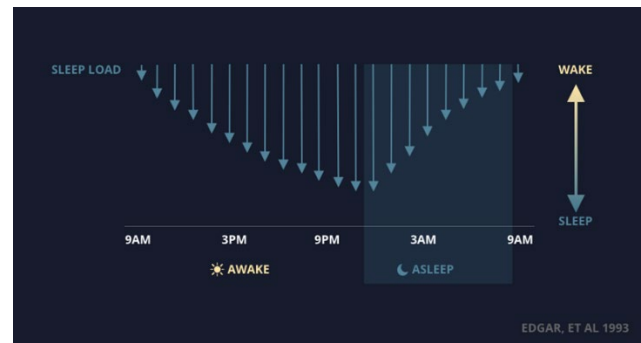 SLEEP LOAD
WAKE
SLEEP
9AM 3PM 9PM 3AM 9AM
AWAKE ASLEEP
EDGAR, ET AL 1993